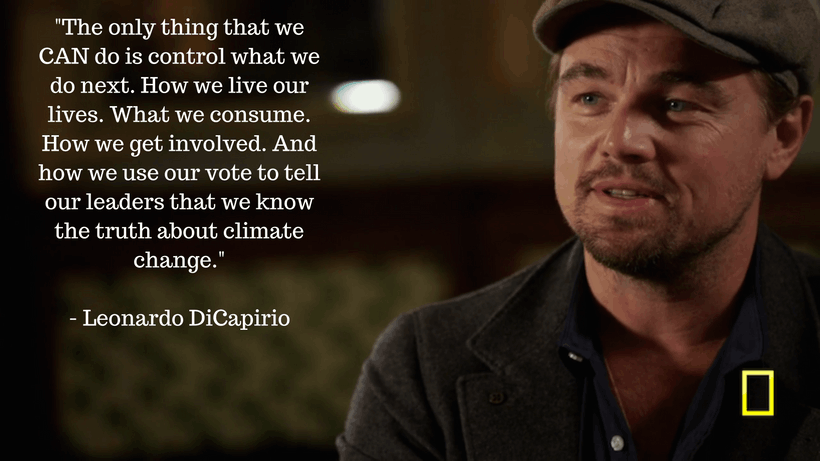 "The only thing that we
CAN do is control what we
do next. How we live our
lives. What we consume.
How we get involved. And
how we use our vote to tell
our leaders that we know
the truth about climate
change."
- Leonardo DiCapirio